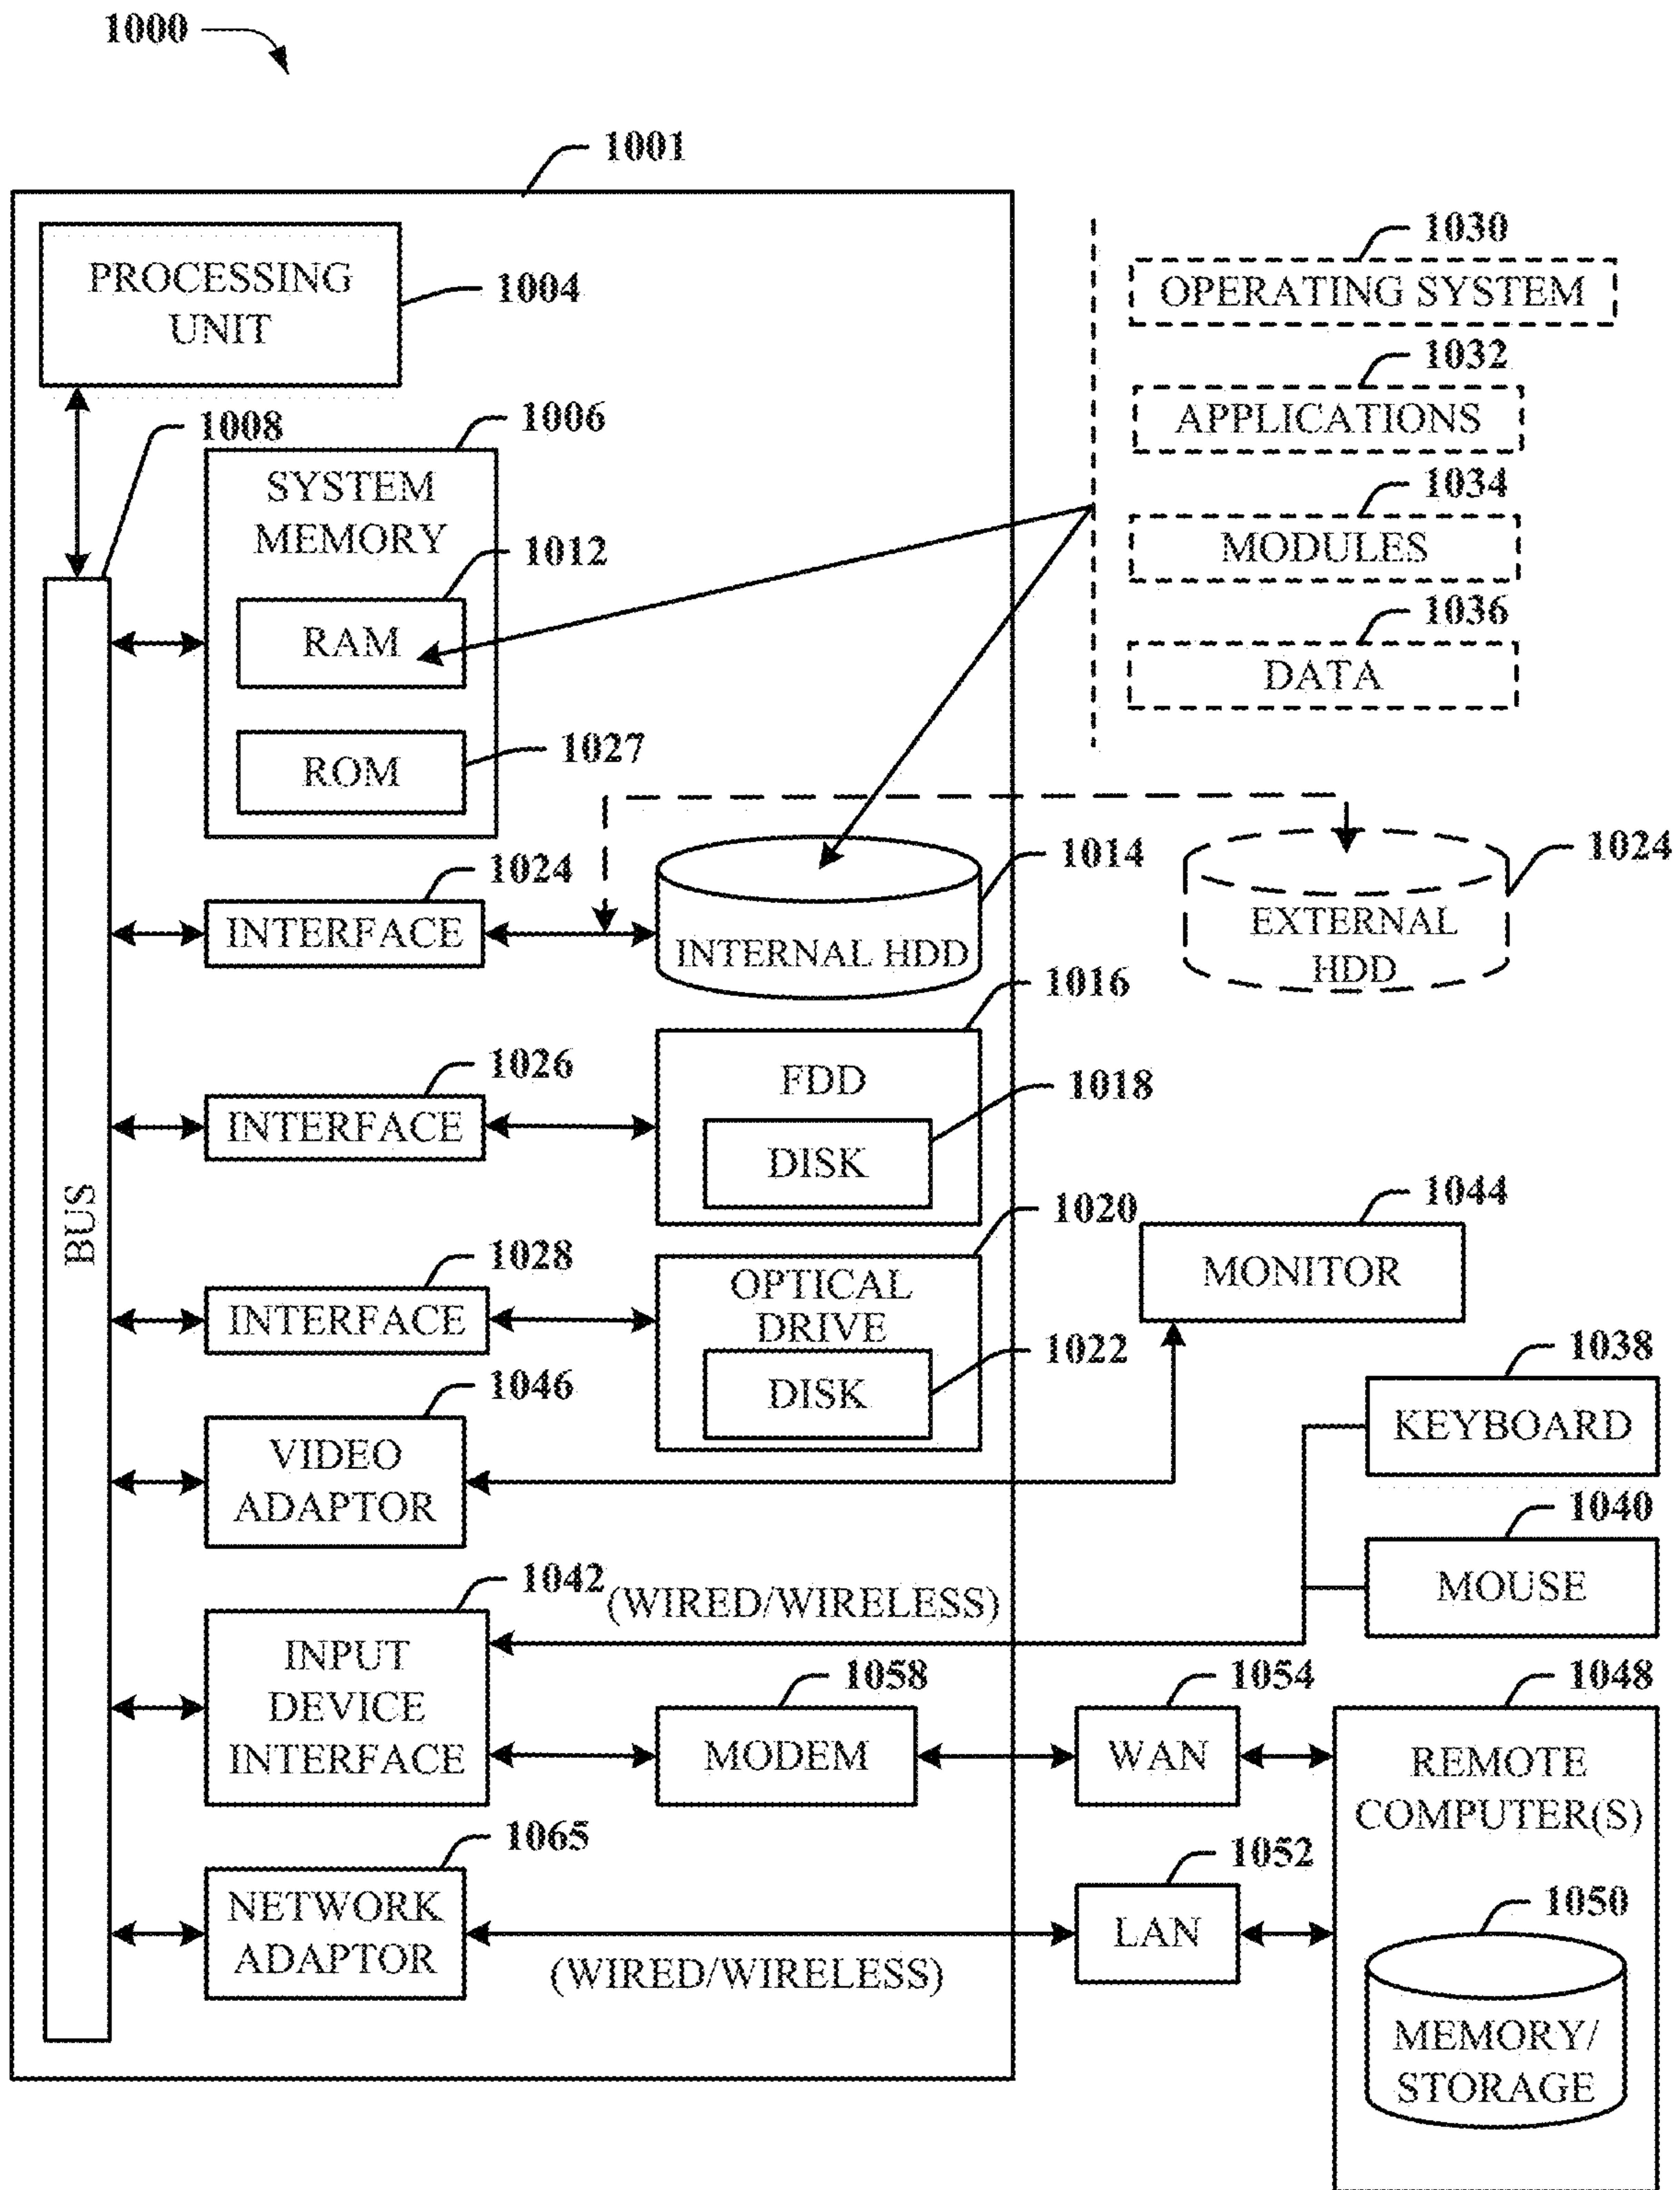 1000
1001
PROCESSING
UNIT
1004
1030
OPERATING SYSTEM
1032
APPLICATIONS
1034
MODULES
1036
DATA
1008
1006
SYSTEM
MEMORY
1012
RAM
1027
ROM
BUS
1024
INTERFACE
1014
INTERNAL HDD
1024
EXTERNAL
HDD
1026
INTERFACE
1016
FDD
1018
DISK
1028
INTERFACE
1020
OPTICAL
DRIVE
1022
DISK
1044
MONITOR
1046
VIDEO
ADAPTOR
1038
KEYBOARD
1040
MOUSE
1042
(WIRED/WIRELESS)
INPUT
DEVICE
INTERFACE
1058
MODEM
1054
WAN
1048
REMOTE
COMPUTER(S)
1065
NETWORK
ADAPTOR
(WIRED/WIRELESS)
1052
LAN
1050
MEMORY/
STORAGE